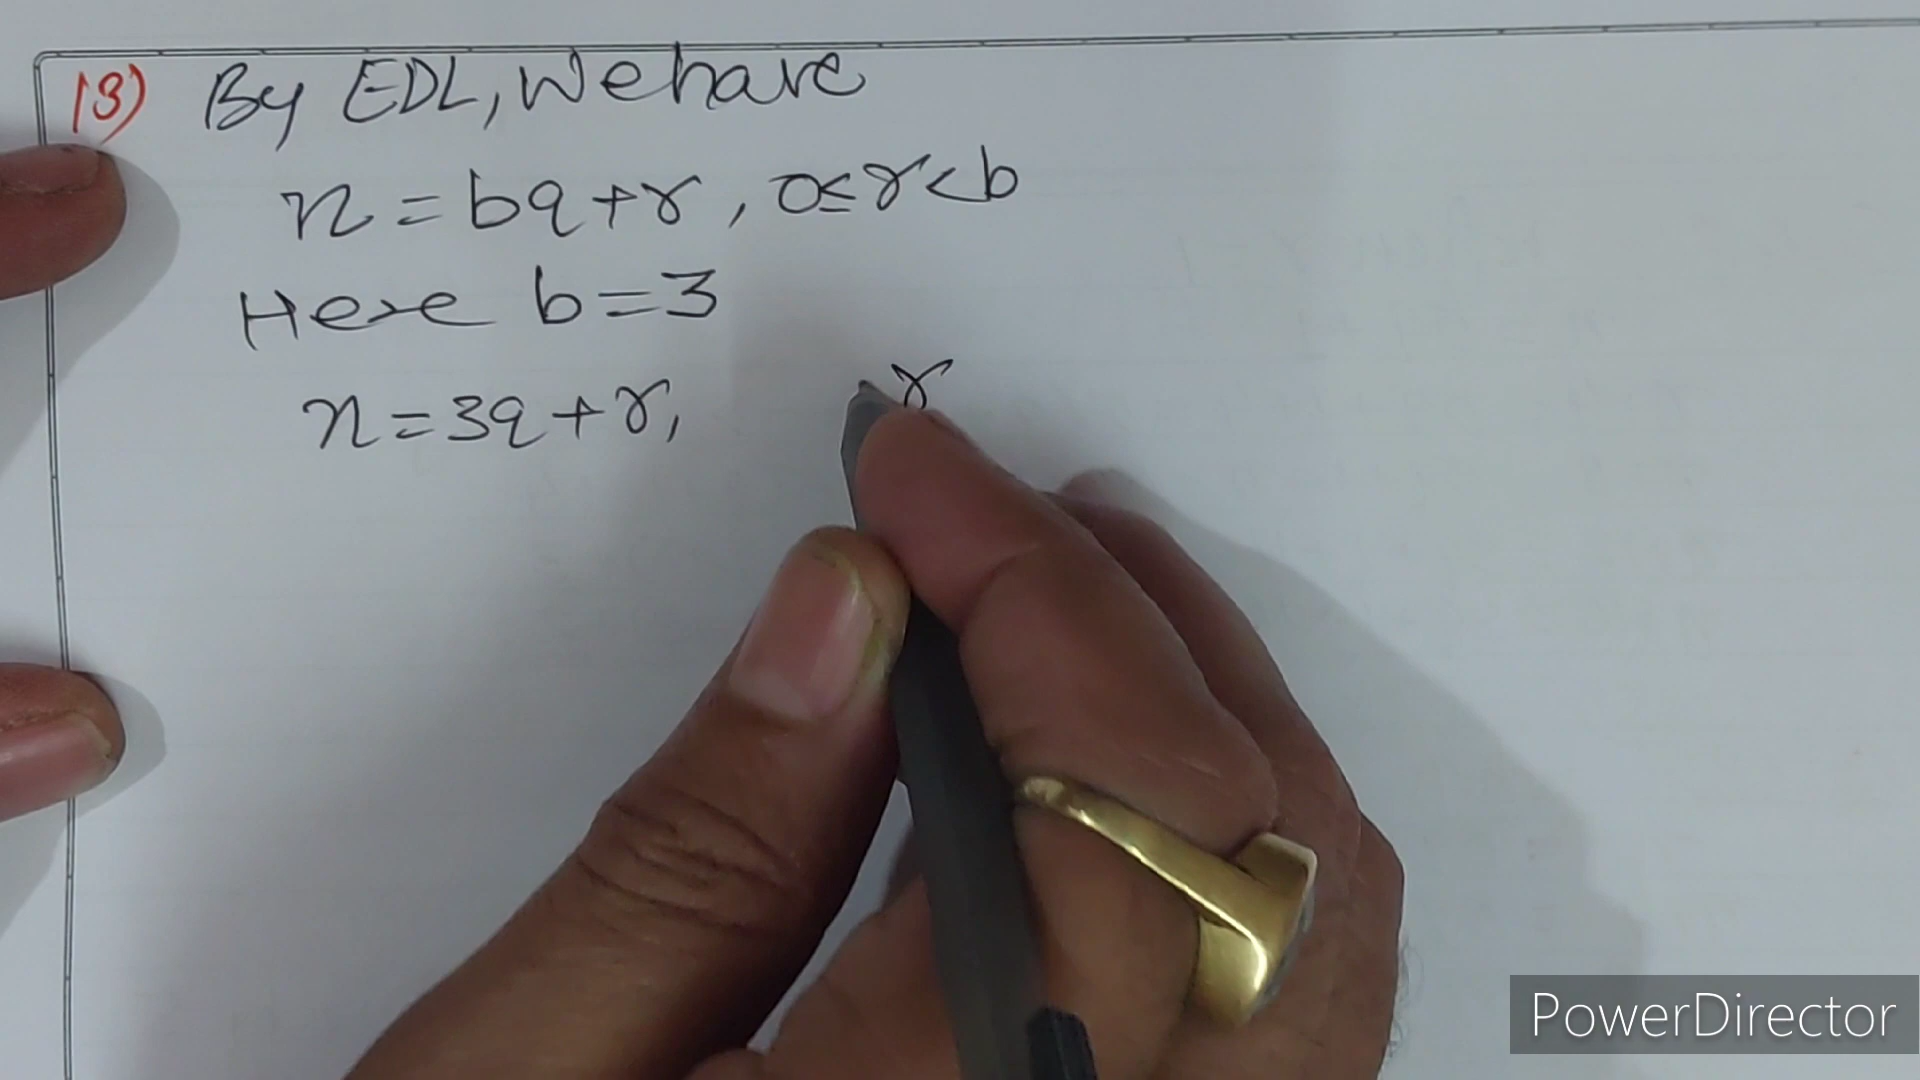 13) By EDL, We have
n = bq + r, 0 ≤ r < b
Here b = 3
n = 3q + r, r
PowerDirector